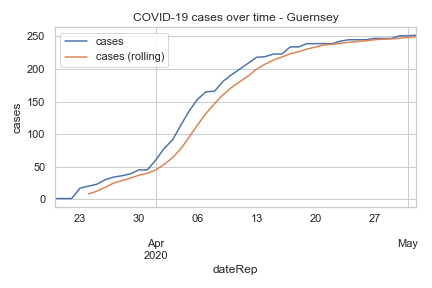 COVID-19 cases over time - Guernsey
cases
cases (rolling)
250
200
150
100
50
0
cases
23 30 06 13 20 27
Apr May
2020
dateRep